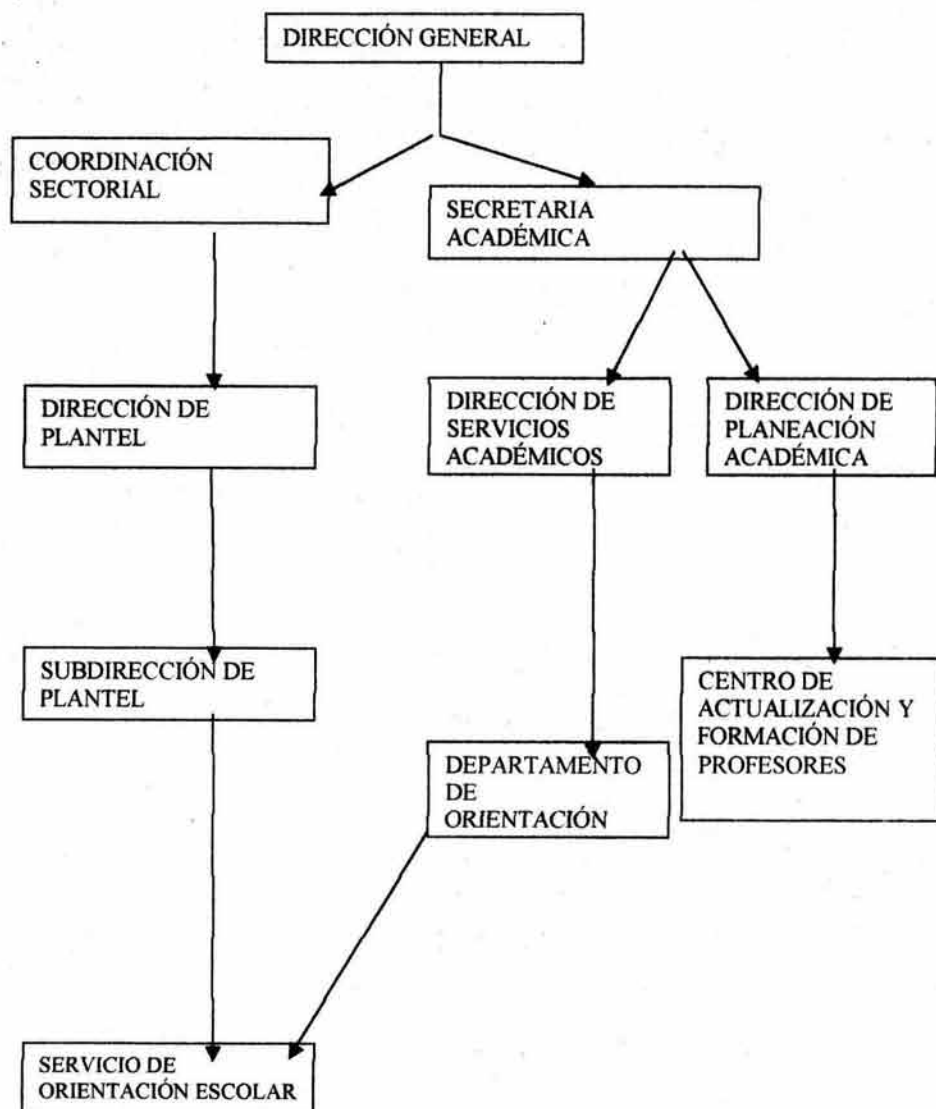 DIRECCIÓN GENERAL
COORDINACIÓN
SECTORIAL
SECRETARIA
ACADÉMICA
DIRECCIÓN DE
PLANTEL
DIRECCIÓN DE
SERVICIOS
ACADÉMICOS
DIRECCIÓN DE
PLANEACIÓN
ACADÉMICA
SUBDIRECCIÓN DE
PLANTEL
CENTRO DE
ACTUALIZACIÓN Y
FORMACIÓN DE
PROFESORES
DEPARTAMENTO
DE
ORIENTACIÓN
SERVICIO DE
ORIENTACIÓN ESCOLAR